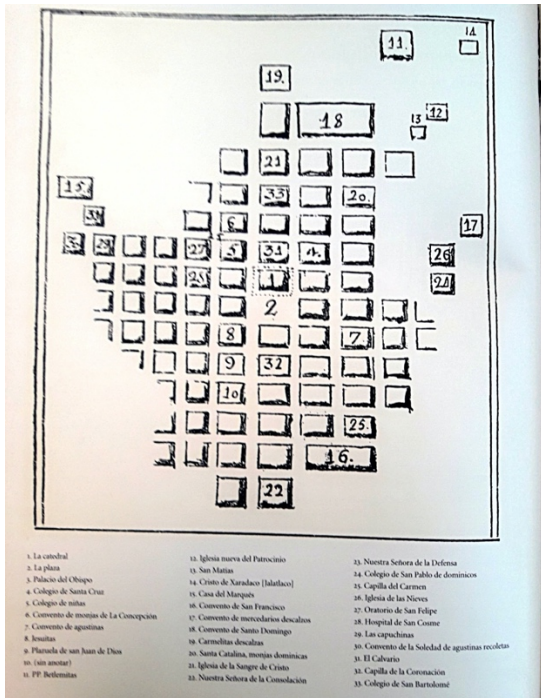 11.
14
19.
18
13
12
21
15.
33
20.
6
17
3.
27
5
31
4.
26
25
1
2
8
7.
9
32
10
25.
16.
22
1. La catedral
2. La plaza
3. Palacio del Obispo
4. Colegio de Santa Cruz
5. Colegio de niñas
6. Convento de monjas de La Concepción
7. Convento de agustinas
8. Jesuitas
9. Plazuela de san Juan de Dios
10. (sin anotar)
11. PP. Betlemitas
12. Iglesia nueva del Patrocinio
13. San Matías
14. Cristo de Xaradaco [Jalatlaco]
15. Casa del Marqués
16. Convento de San Francisco
17. Convento de mercedarios descalzos
18. Convento de Santo Domingo
19. Carmelitas descalzas
20. Santa Catalina, monjas dominicas
21. Iglesia de la Sangre de Cristo
22. Nuestra Señora de la Consolación
23. Nuestra Señora de la Defensa
24. Colegio de San Pablo de dominicos
25. Capilla del Carmen
26. Iglesia de las Nieves
27. Oratorio de San Felipe
28. Hospital de San Cosme
29. Las capuchinas
30. Convento de la Soledad de agustinas recoletas
31. El Calvario
32. Capilla de la Coronación
33. Colegio de San Bartolomé